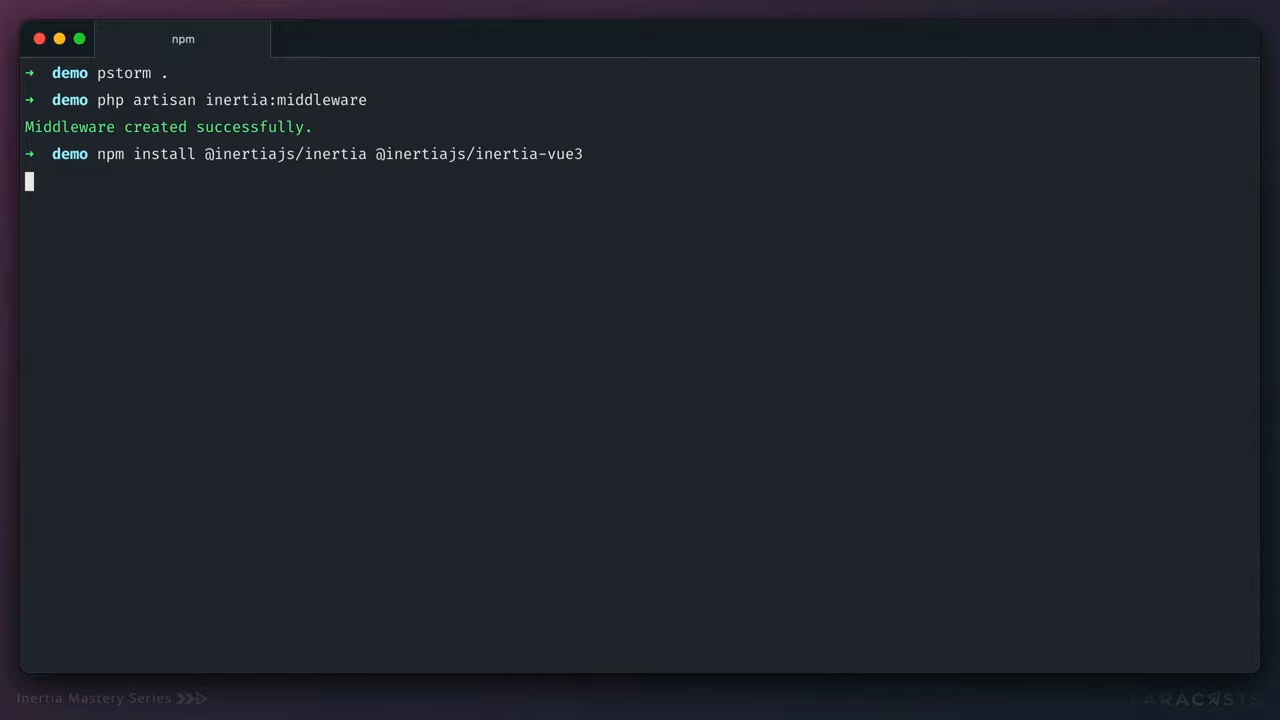 npm
➜ demo pstorm .
➜ demo php artisan inertia:middleware
Middleware created successfully.
➜ demo npm install @inertiajs/inertia @inertiajs/inertia-vue3
Inertia Mastery Series
LARACASTS